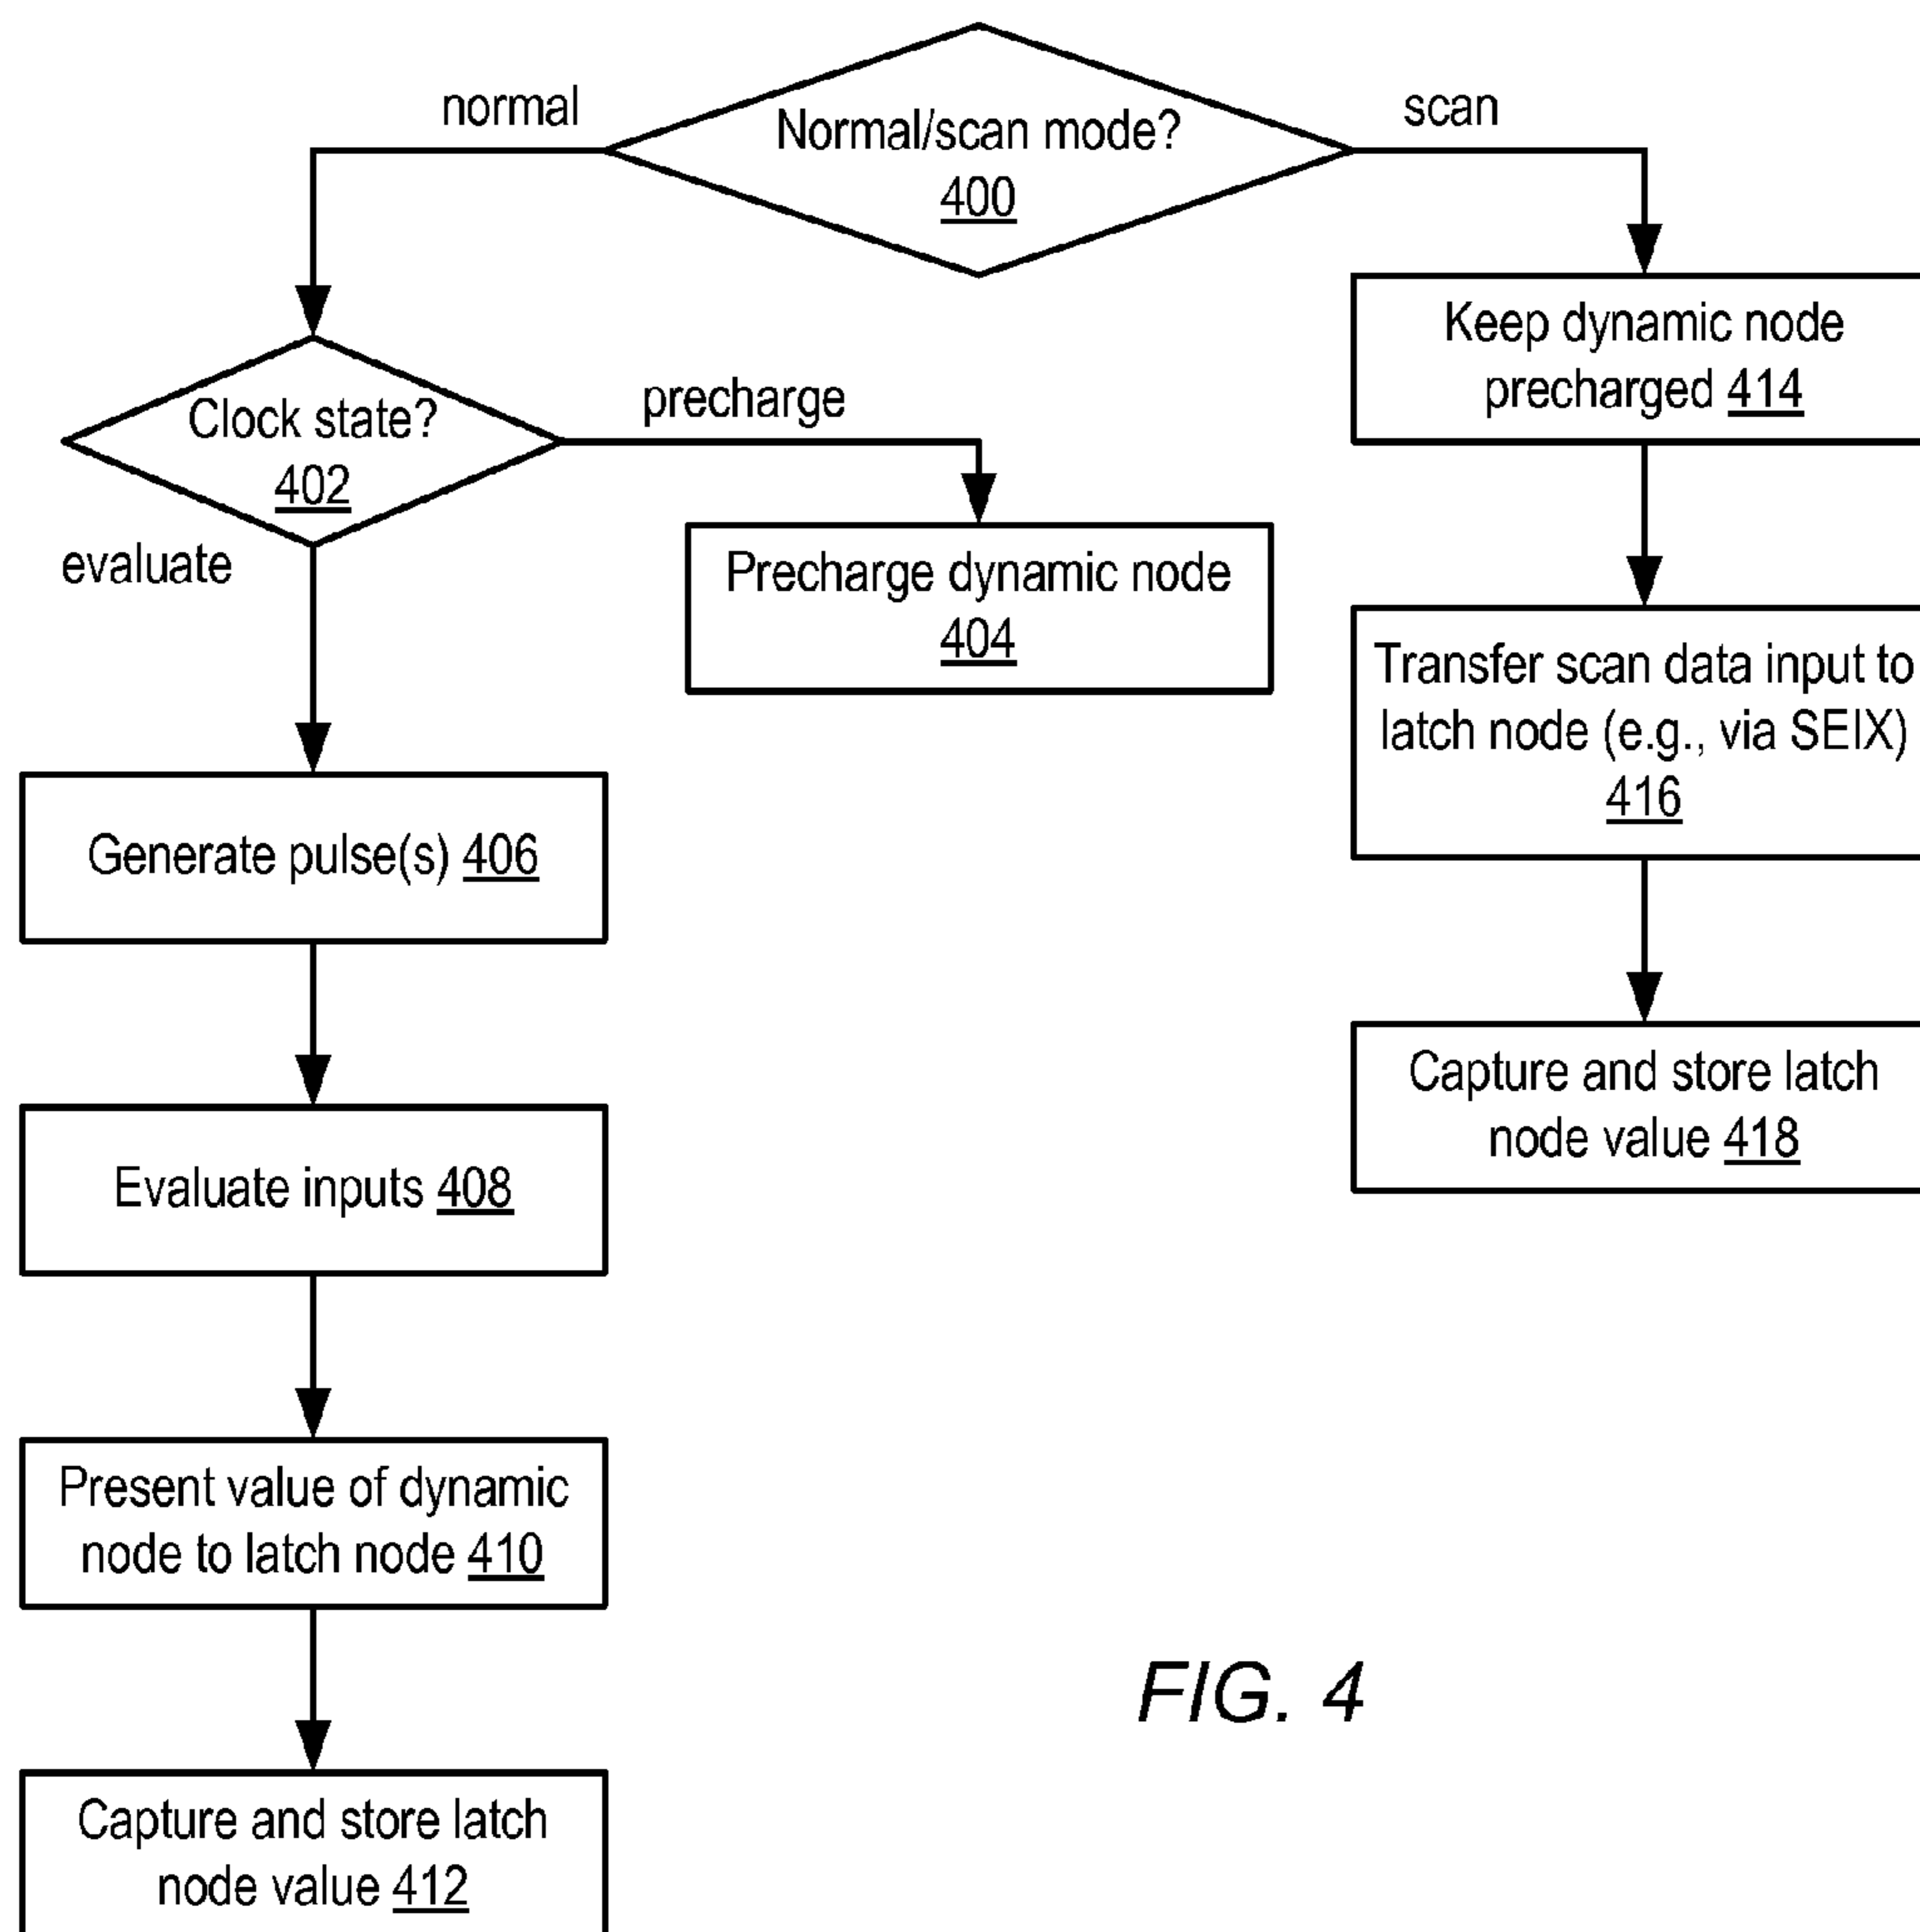 normal
Normal/scan mode?
400
scan
Clock state?
402
precharge
evaluate
Keep dynamic node
precharged 414
Precharge dynamic node
404
Transfer scan data input to
latch node (e.g., via SEIX)
416
Generate pulse(s) 406
Evaluate inputs 408
Capture and store latch
node value 418
Present value of dynamic
node to latch node 410
Capture and store latch
node value 412
FIG. 4